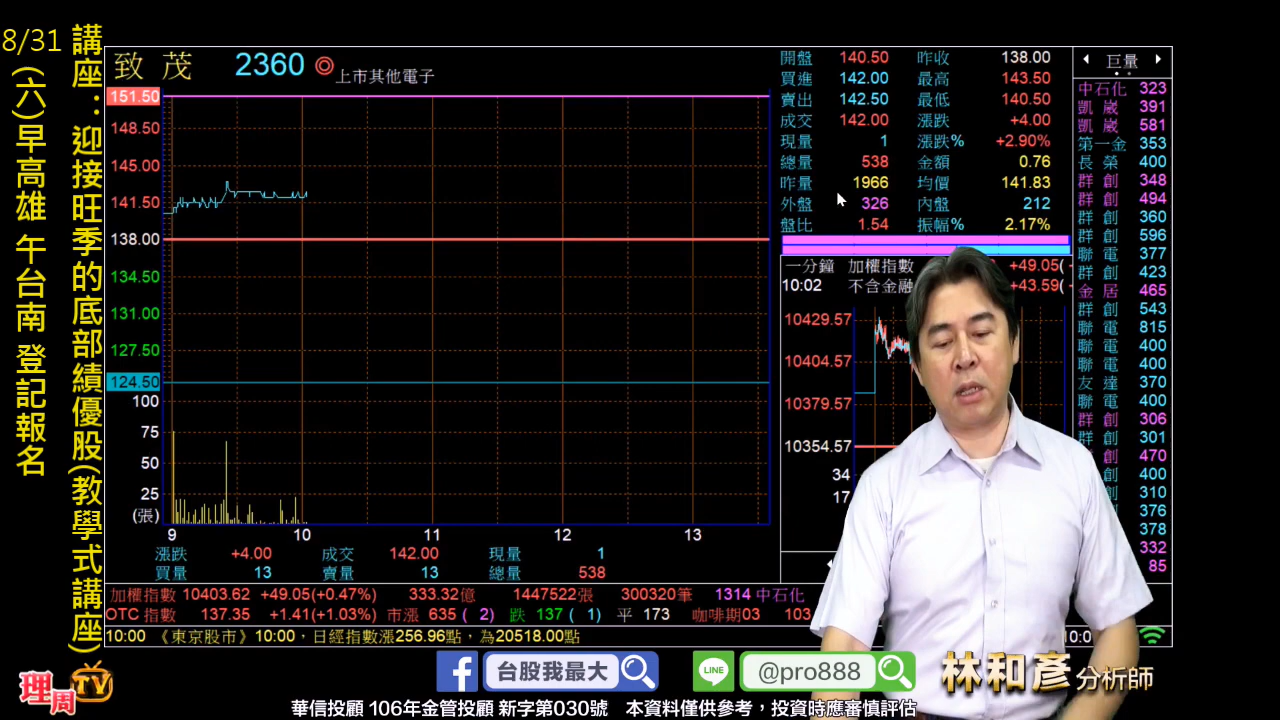 8/31(六)早高雄 午台南 登記報名
講座：迎接旺季的底部績優股(教學式講座)
致 茂 2360 ◎上市其他電子
151.50
148.50
145.00
141.50
138.00
134.50
131.00
127.50
124.50
100
75
50
25
(張)
9 10 11 12 13
漲跌 +4.00 成交 142.00 現量 1
買量 13 賣量 13 總量 538
開盤 140.50 昨收 138.00
買進 142.00 最高 143.50
賣出 142.50 最低 140.50
成交 142.00 漲跌 +4.00
現量 1 漲跌% +2.90%
總量 538 金額 0.76
昨量 1966 均價 141.83
外盤 326 內盤 212
盤比 1.54 振幅% 2.17%
一分鐘 加權指數 +49.05(
10:02 不含金融 +43.59(
10429.57
10404.57
10379.57
10354.57
34
17
巨量
中石化 323
凱 崴 391
凱 崴 581
第一金 353
長 榮 400
群 創 348
群 創 494
群 創 360
群 創 596
聯 電 377
群 創 423
金 居 465
群 創 543
聯 電 815
聯 電 400
聯 電 400
友 達 370
聯 電 400
群 創 306
群 創 301
創 470
創 400
創 310
376
378
332
85
加權指數 10403.62 +49.05(+0.47%) 333.32億 1447522張 300320筆 1314 中石化
OTC 指數 137.35 +1.41(+1.03%) 市漲 635 ( 2) 跌 137 ( 1) 平 173 咖啡期03 103
10:00 《東京股市》10:00，日經指數漲256.96點，為20518.00點 10:0
理周TV
f 台股我最大
LINE @pro888
林和彥 分析師
華信投顧 106年金管投顧 新字第030號 本資料僅供參考，投資時應審慎評估